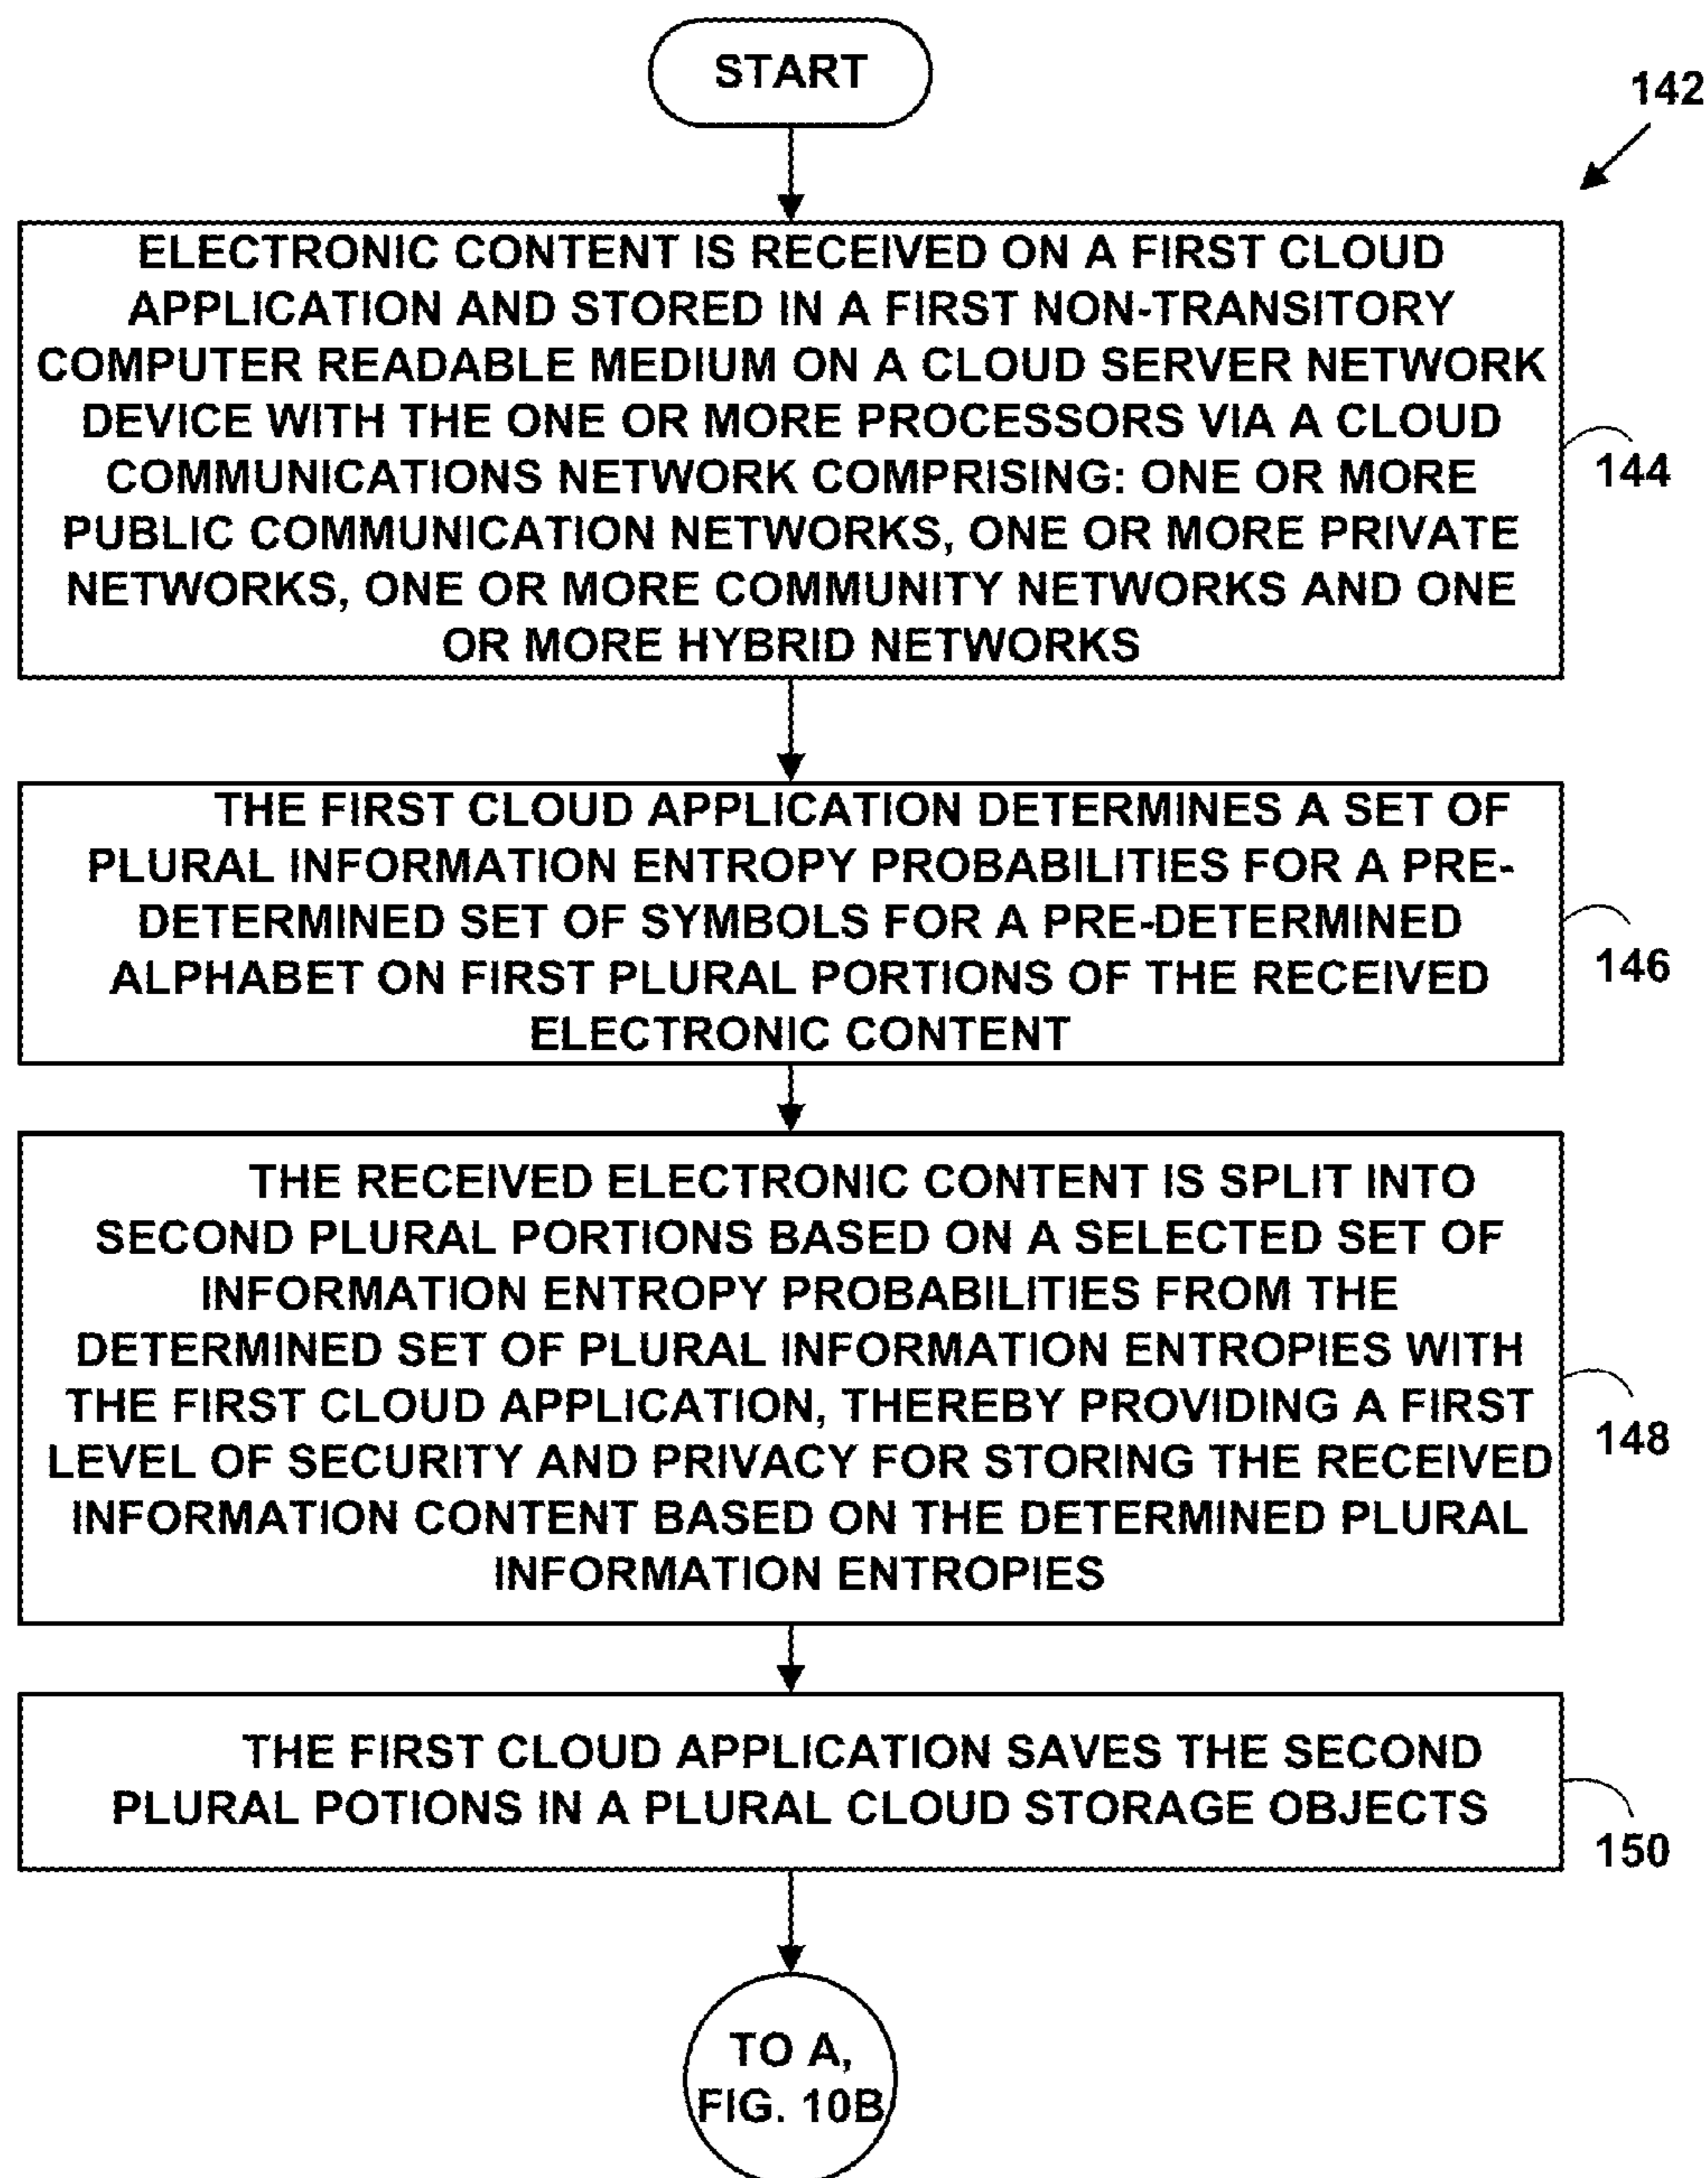 START
142
ELECTRONIC CONTENT IS RECEIVED ON A FIRST CLOUD
APPLICATION AND STORED IN A FIRST NON-TRANSITORY
COMPUTER READABLE MEDIUM ON A CLOUD SERVER NETWORK
DEVICE WITH THE ONE OR MORE PROCESSORS VIA A CLOUD
COMMUNICATIONS NETWORK COMPRISING: ONE OR MORE
PUBLIC COMMUNICATION NETWORKS, ONE OR MORE PRIVATE
NETWORKS, ONE OR MORE COMMUNITY NETWORKS AND ONE
OR MORE HYBRID NETWORKS
144
THE FIRST CLOUD APPLICATION DETERMINES A SET OF
PLURAL INFORMATION ENTROPY PROBABILITIES FOR A PRE-
DETERMINED SET OF SYMBOLS FOR A PRE-DETERMINED
ALPHABET ON FIRST PLURAL PORTIONS OF THE RECEIVED
ELECTRONIC CONTENT
146
THE RECEIVED ELECTRONIC CONTENT IS SPLIT INTO
SECOND PLURAL PORTIONS BASED ON A SELECTED SET OF
INFORMATION ENTROPY PROBABILITIES FROM THE
DETERMINED SET OF PLURAL INFORMATION ENTROPIES WITH
THE FIRST CLOUD APPLICATION, THEREBY PROVIDING A FIRST
LEVEL OF SECURITY AND PRIVACY FOR STORING THE RECEIVED
INFORMATION CONTENT BASED ON THE DETERMINED PLURAL
INFORMATION ENTROPIES
148
THE FIRST CLOUD APPLICATION SAVES THE SECOND
PLURAL POTIONS IN A PLURAL CLOUD STORAGE OBJECTS
150
TO A,
FIG. 10B